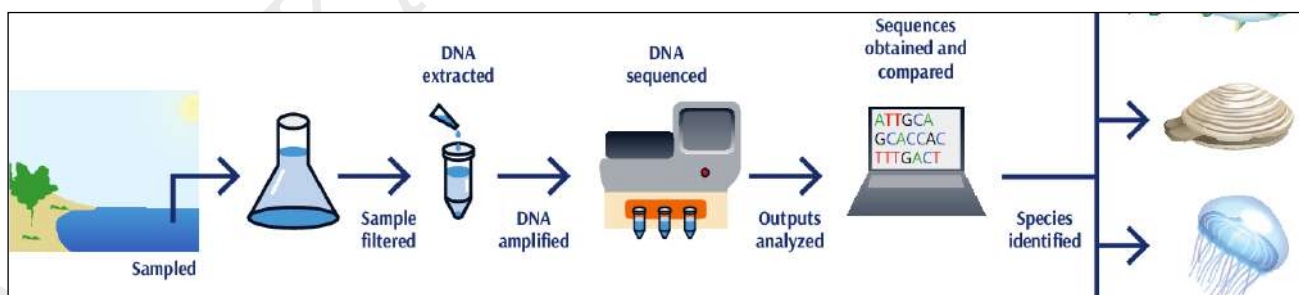 Sampled
Sample
filtered
DNA
extracted
DNA
amplified
DNA
sequenced
Outputs
analyzed
Sequences
obtained and
compared
ATTGCA
GCACCAC
TTTGACT
Species
identified